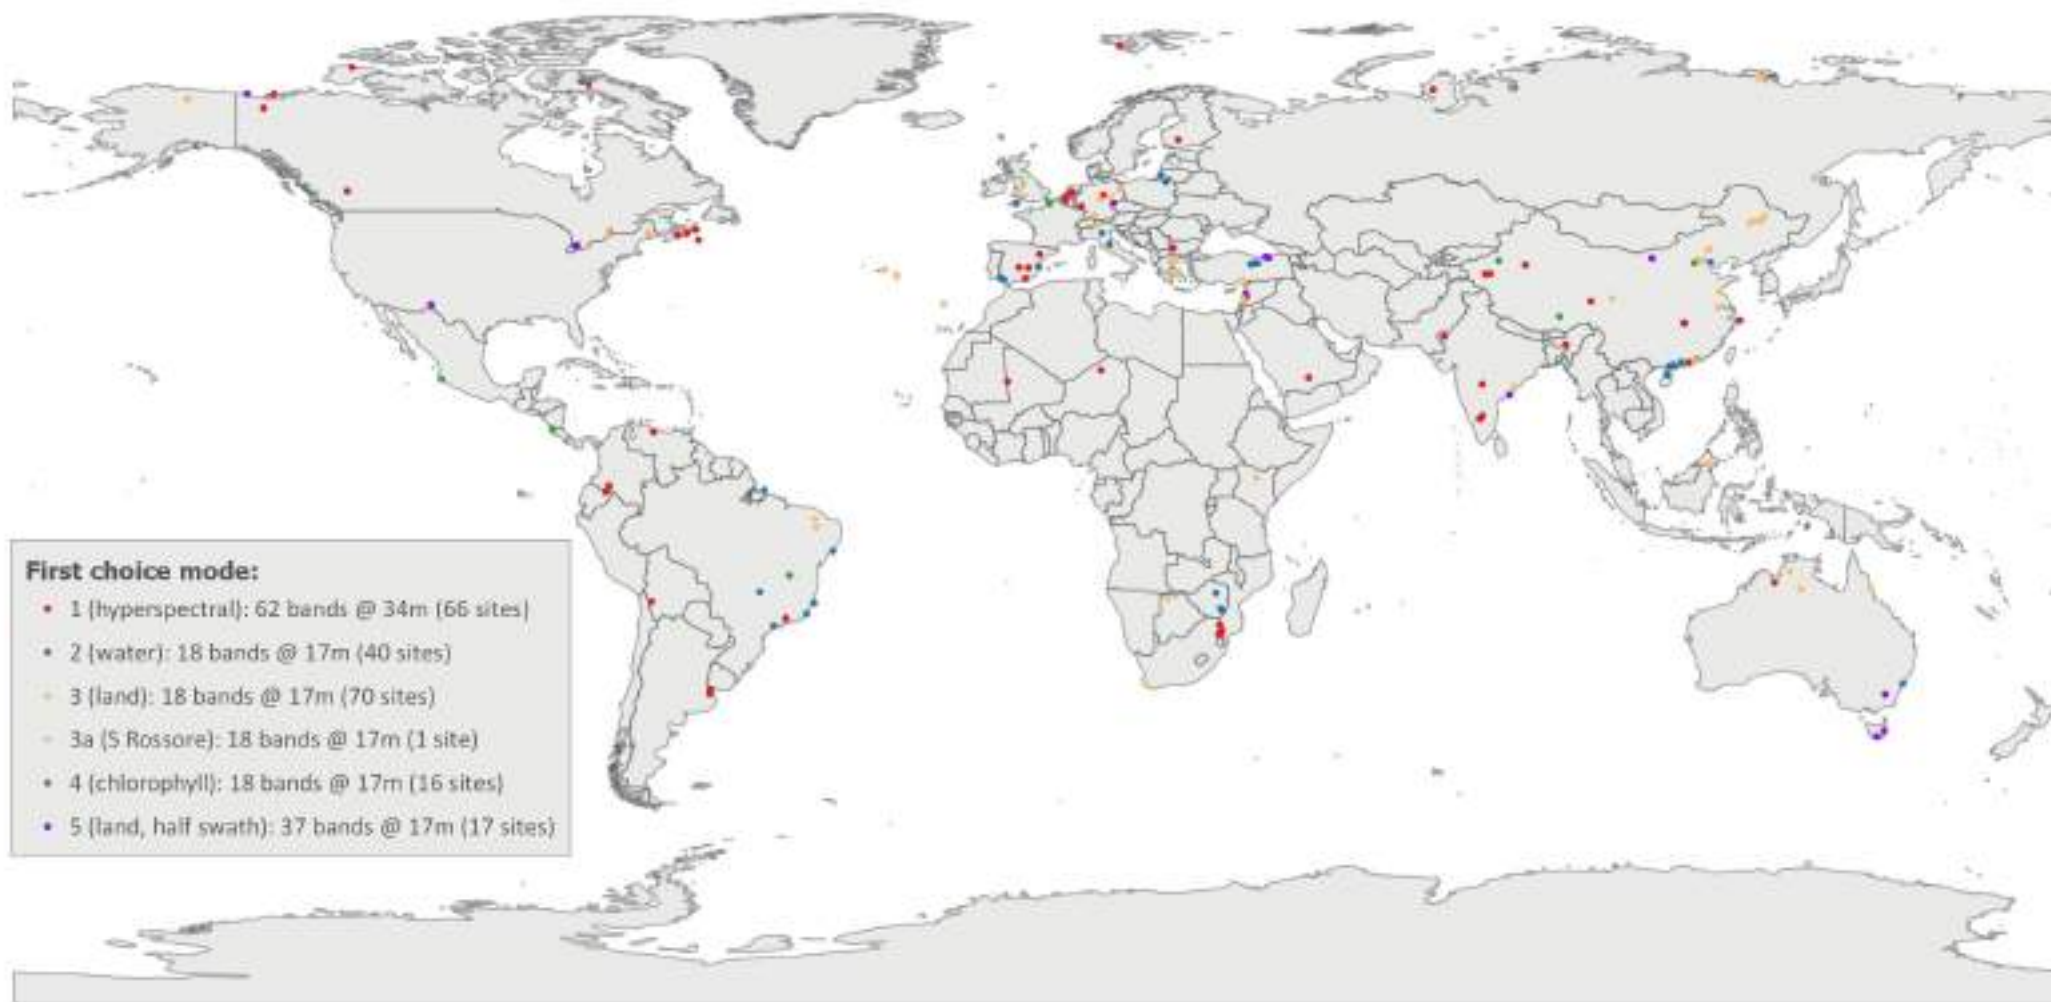 First choice mode:
1 (hyperspectral): 62 bands @ 34m (66 sites)
2 (water): 18 bands @ 17m (40 sites)
3 (land): 18 bands @ 17m (70 sites)
3a (S Rossore): 18 bands @ 17m (1 site)
4 (chlorophyll): 18 bands @ 17m (16 sites)
5 (land, half swath): 37 bands @ 17m (17 sites)